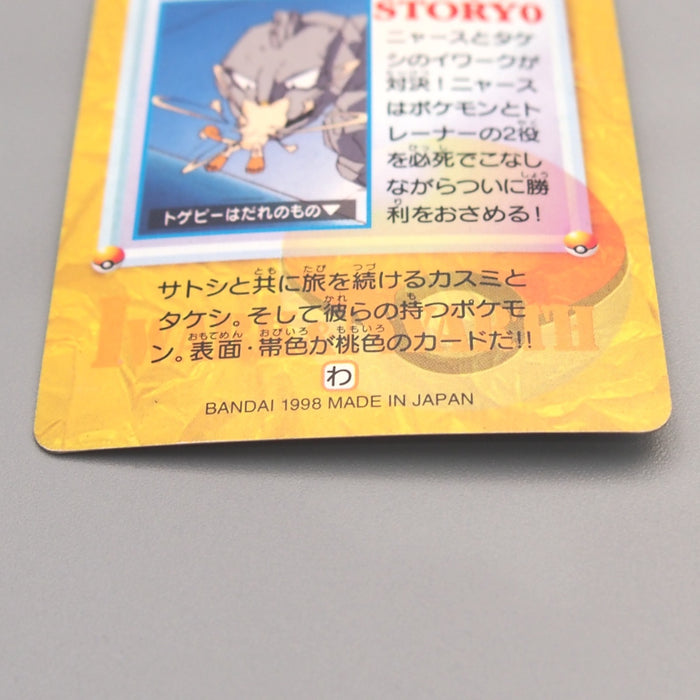 STORY0
ニャースとタケ
シのイワークが
対決！ニャース
はポケモンとト
レーナーの2役
を必死でこなし
ながらついに勝
利をおさめる！
トゲピーはだれのもの▼
サトシと共に旅を続けるカスミと
タケシ。そして彼らの持つポケモ
ン。表面・帯色が桃色のカードだ!!
わ
BANDAI 1998 MADE IN JAPAN